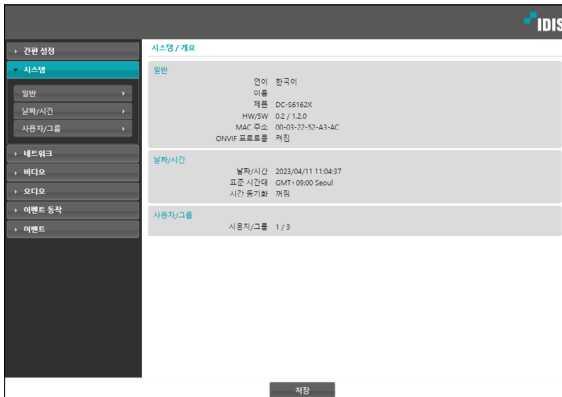 IDIS
간편 설정
시스템
일반
날짜/시간
사용자/그룹
네트워크
비디오
오디오
이벤트 동작
이벤트
시스템 / 개요
일반
언어 한국어
이름
제품 DC-S6162X
HW/SW 0.2 / 1.2.0
MAC 주소 00-03-22-52-A3-AC
ONVIF 프로토콜 켜짐
날짜/시간
날짜/시간 2023/04/11 11:04:37
표준 시간대 GMT+09:00 Seoul
시간 동기화 꺼짐
사용자/그룹
사용자/그룹 1 / 3
저장